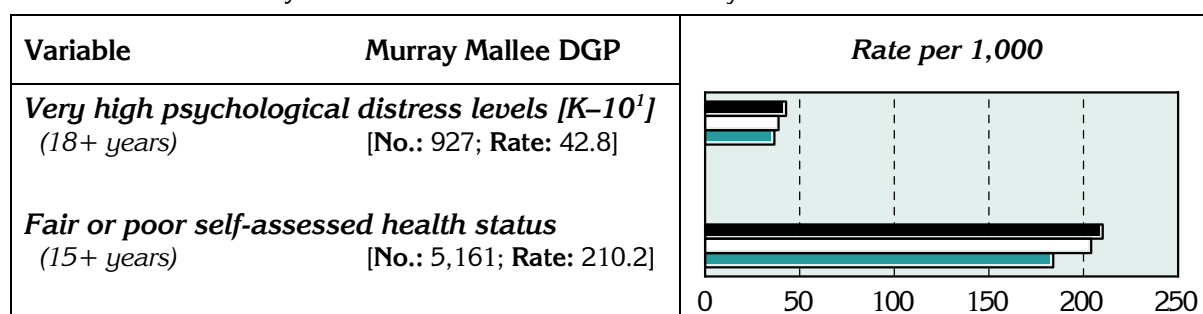 Variable Murray Mallee DGP Rate per 1,000
Very high psychological distress levels [K–10¹]
(18+ years) [No.: 927; Rate: 42.8]
Fair or poor self-assessed health status
(15+ years) [No.: 5,161; Rate: 210.2]
0 50 100 150 200 250